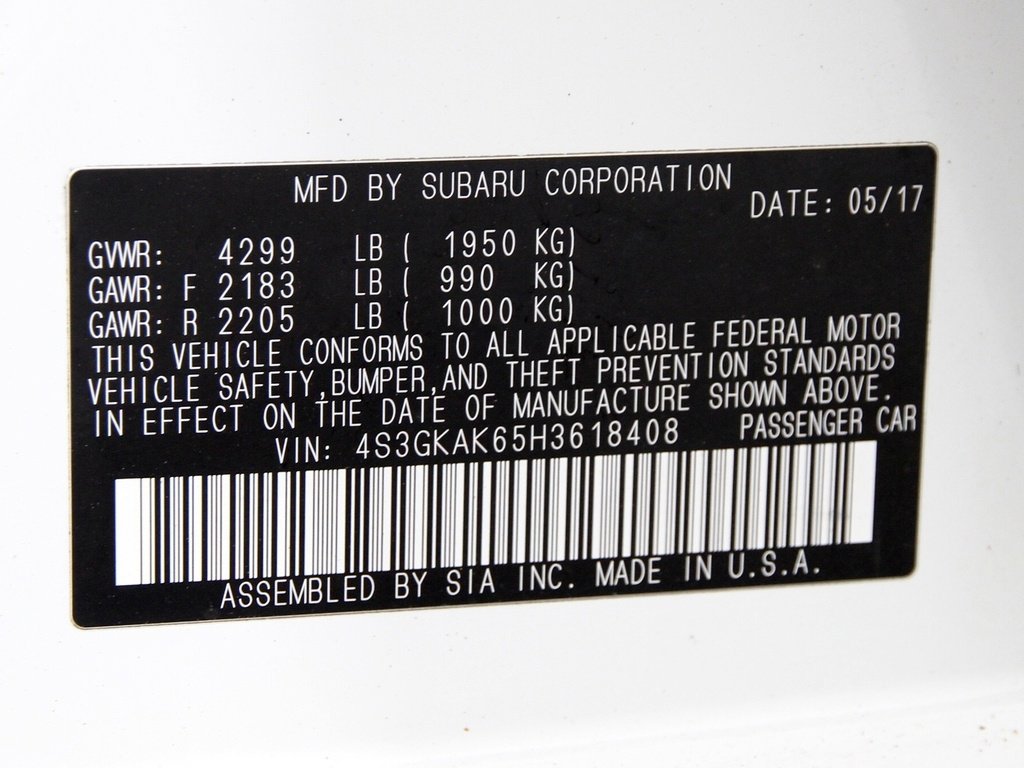 MFD BY SUBARU CORPORATION
DATE: 05/17
GVWR: 4299 LB ( 1950 KG)
GAWR: F 2183 LB ( 990 KG)
GAWR: R 2205 LB ( 1000 KG)
THIS VEHICLE CONFORMS TO ALL APPLICABLE FEDERAL MOTOR
VEHICLE SAFETY,BUMPER,AND THEFT PREVENTION STANDARDS
IN EFFECT ON THE DATE OF MANUFACTURE SHOWN ABOVE.
VIN: 4S3GKAK65H3618408 PASSENGER CAR
ASSEMBLED BY SIA INC. MADE IN U.S.A.